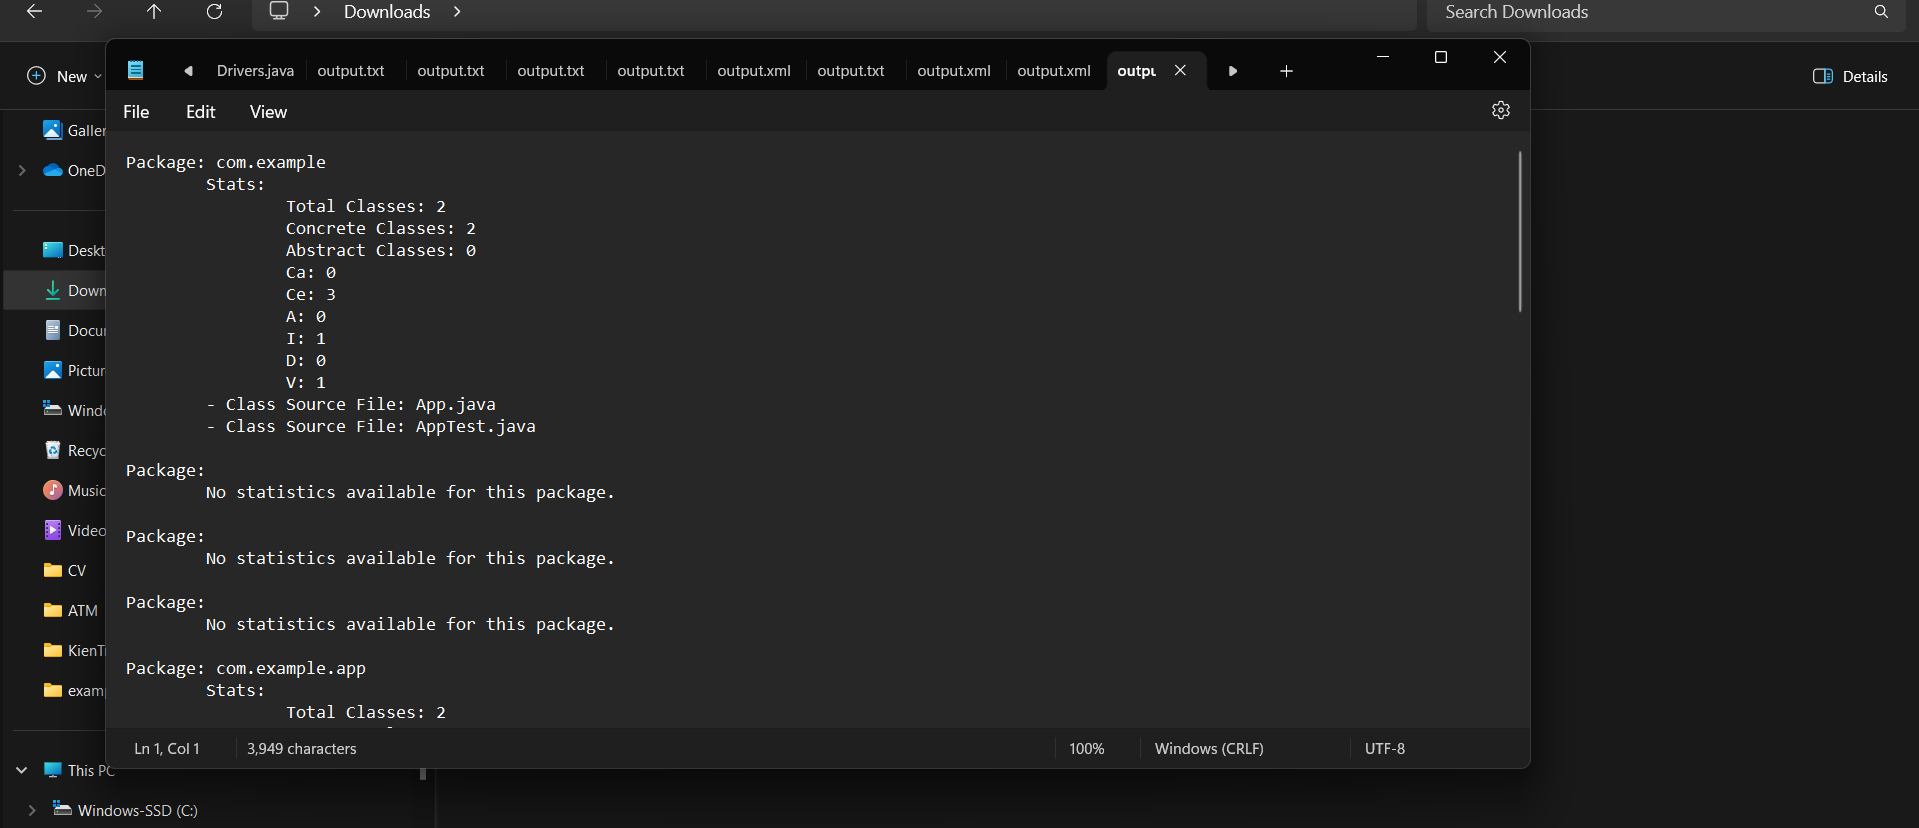 Downloads
Search Downloads
New
Details
Drivers.java
output.txt
output.txt
output.txt
output.txt
output.xml
output.txt
output.xml
output.xml
outpu
File
Edit
View
Galler
OneD
Deskt
Down
Docur
Pictur
Windo
Recyc
Music
Video
CV
ATM
KienTi
examp
This PC
Windows-SSD (C:)
Package: com.example
Stats:
Total Classes: 2
Concrete Classes: 2
Abstract Classes: 0
Ca: 0
Ce: 3
A: 0
I: 1
D: 0
V: 1
- Class Source File: App.java
- Class Source File: AppTest.java
Package:
No statistics available for this package.
Package:
No statistics available for this package.
Package:
No statistics available for this package.
Package: com.example.app
Stats:
Total Classes: 2
Ln 1, Col 1
3,949 characters
100%
Windows (CRLF)
UTF-8